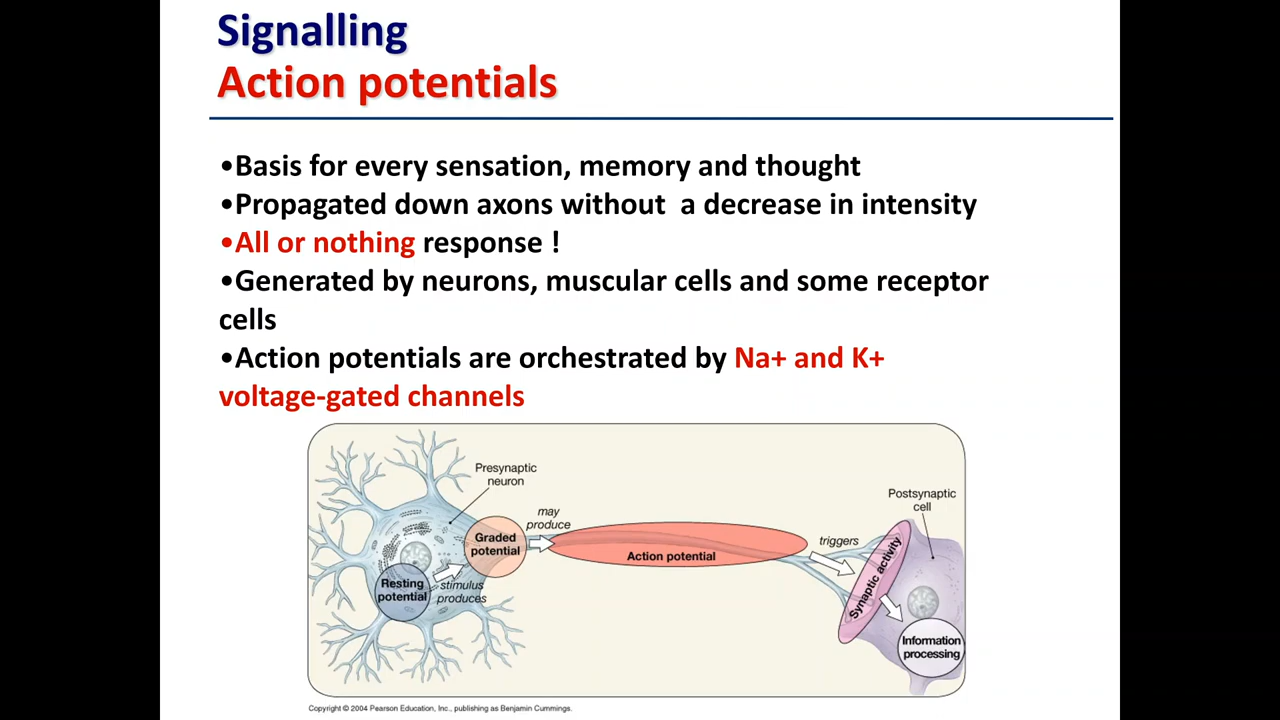 Signalling
Action potentials
•Basis for every sensation, memory and thought
•Propagated down axons without  a decrease in intensity
•All or nothing response !
•Generated by neurons, muscular cells and some receptor
cells
•Action potentials are orchestrated by Na+ and K+
voltage-gated channels
Presynaptic
neuron
Postsynaptic
cell
may
produce
Graded
potential
Action potential
triggers
Synaptic activity
Resting
potential
stimulus
produces
Information
processing
Copyright © 2004 Pearson Education, Inc., publishing as Benjamin Cummings.